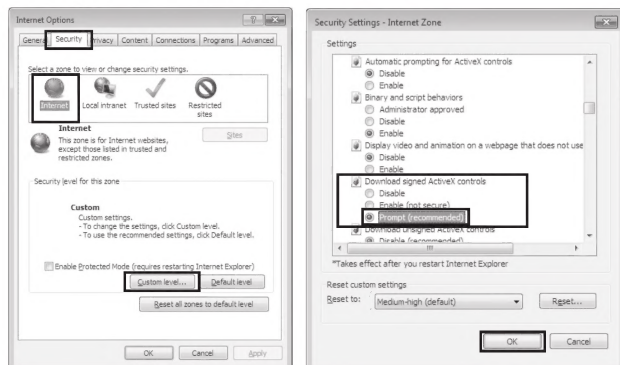 Internet Options
General Security Privacy Content Connections Programs Advanced
Select a zone to view or change security settings.
Internet Local intranet Trusted sites Restricted sites
Internet
This zone is for Internet websites,
except those listed in trusted and
restricted zones.
Sites
Security level for this zone
Custom
Custom settings.
- To change the settings, click Custom level.
- To use the recommended settings, click Default level.
Enable Protected Mode (requires restarting Internet Explorer)
Custom level... Default level
Reset all zones to default level
OK Cancel Apply
Security Settings - Internet Zone
Settings
Automatic prompting for ActiveX controls
Disable
Enable
Binary and script behaviors
Administrator approved
Disable
Enable
Display video and animation on a webpage that does not use
Disable
Enable
Download signed ActiveX controls
Disable
Enable (not secure)
Prompt (recommended)
Download unsigned ActiveX controls
Disable (recommended)
*Takes effect after you restart Internet Explorer
Reset custom settings
Reset to: Medium-high (default) Reset...
OK Cancel